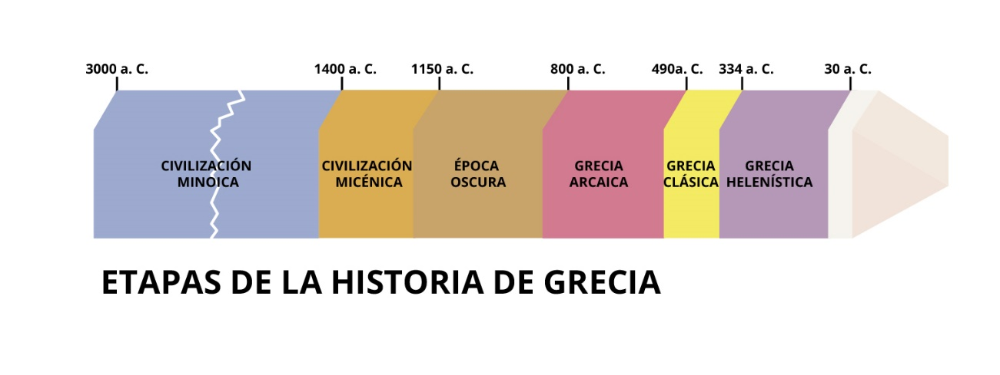 3000 a. C. 1400 a. C. 1150 a. C. 800 a. C. 490a. C. 334 a. C. 30 a. C.
CIVILIZACIÓN
MINOICA
CIVILIZACIÓN
MICÉNICA
ÉPOCA
OSCURA
GRECIA
ARCAICA
GRECIA
CLÁSICA
GRECIA
HELENÍSTICA
ETAPAS DE LA HISTORIA DE GRECIA